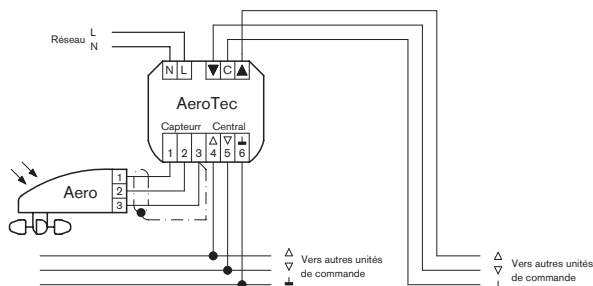 Réseau L
N
N L ▼ C ▲
AeroTec
Capteurr Central
△ ▽
1 2 3 4 5 6
Aero
1
2
3
△
▽
Vers autres unités
de commande
△
▽
Vers autres unités
de commande